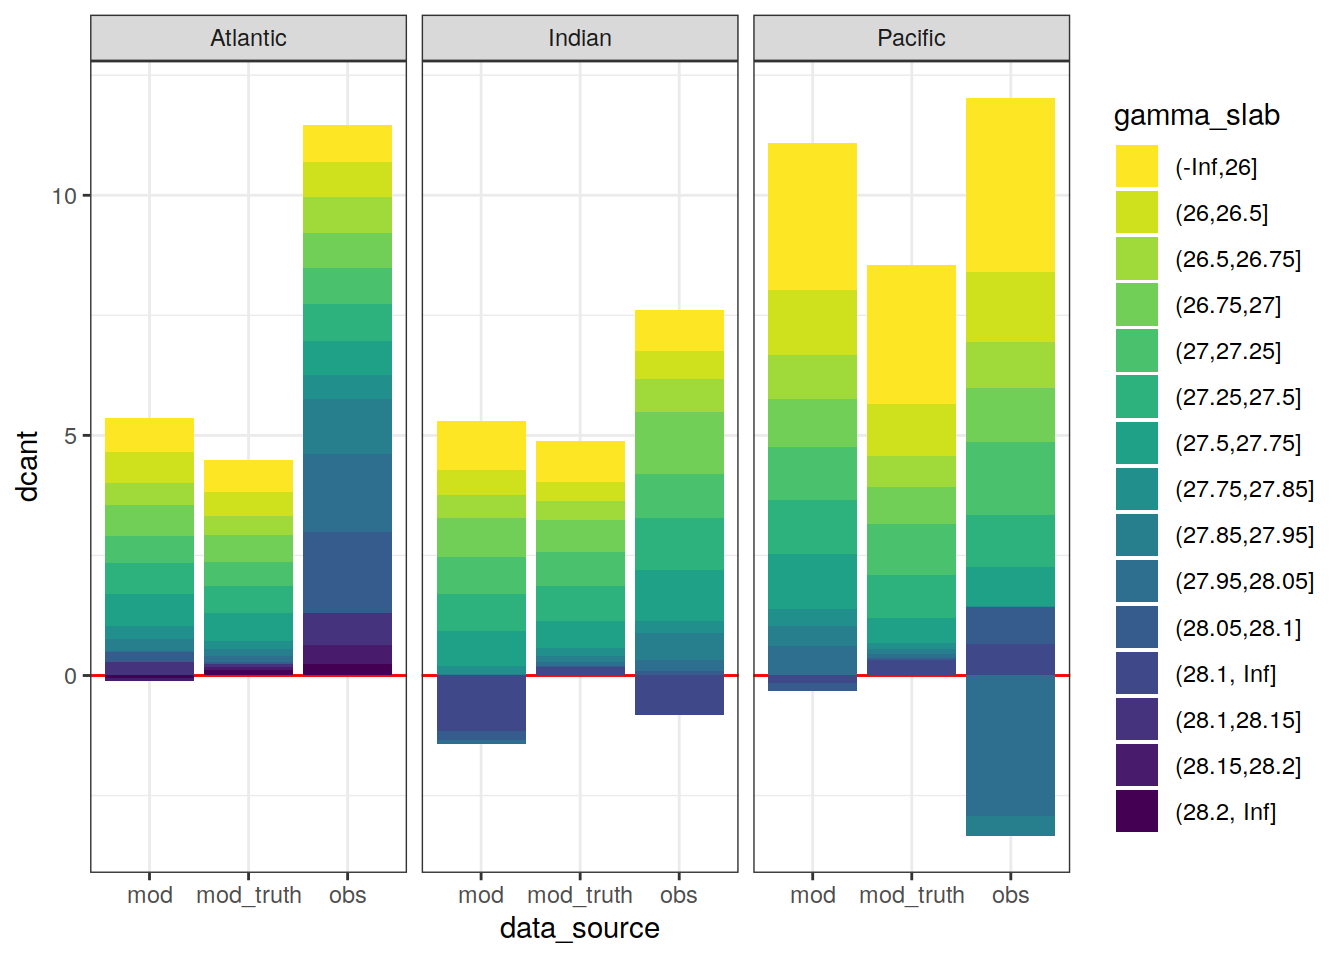 Atlantic
Indian
Pacific
10
5
0
dcant
mod
mod_truth
obs
mod
mod_truth
obs
mod
mod_truth
obs
data_source
gamma_slab
(-Inf,26]
(26,26.5]
(26.5,26.75]
(26.75,27]
(27,27.25]
(27.25,27.5]
(27.5,27.75]
(27.75,27.85]
(27.85,27.95]
(27.95,28.05]
(28.05,28.1]
(28.1, Inf]
(28.1,28.15]
(28.15,28.2]
(28.2, Inf]